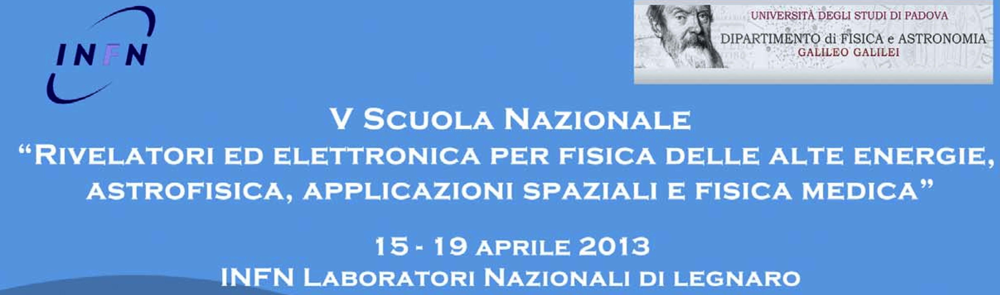 INFN
UNIVERSITÀ DEGLI STUDI DI PADOVA
DIPARTIMENTO di FISICA e ASTRONOMIA
GALILEO GALILEI
V SCUOLA NAZIONALE
“RIVELATORI ED ELETTRONICA PER FISICA DELLE ALTE ENERGIE,
ASTROFISICA, APPLICAZIONI SPAZIALI E FISICA MEDICA”
15 - 19 APRILE 2013
INFN LABORATORI NAZIONALI DI LEGNARO